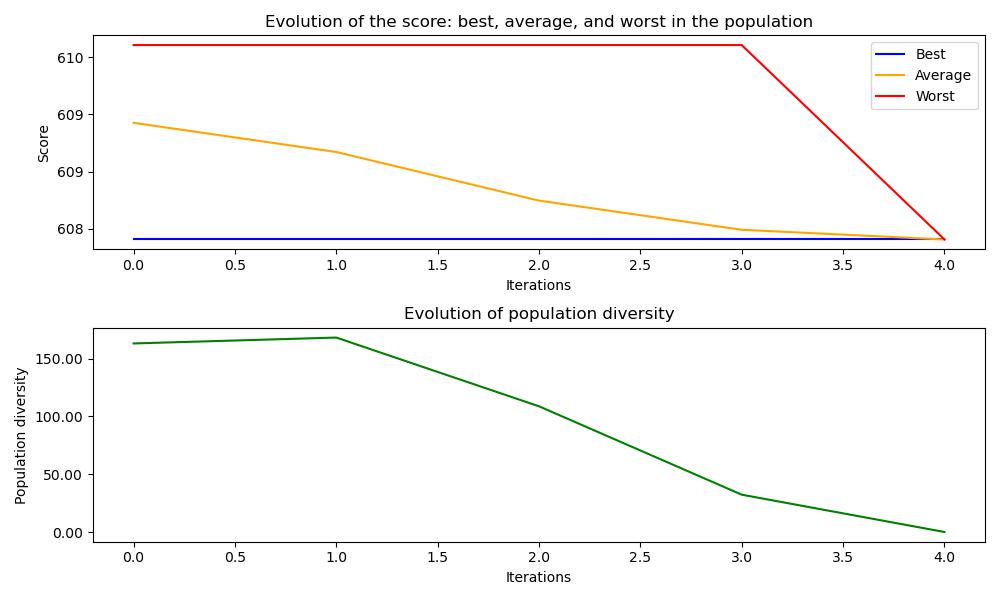 Evolution of the score: best, average, and worst in the population
610
609
609
608
Score
Best
Average
Worst
0.0 0.5 1.0 1.5 2.0 2.5 3.0 3.5 4.0
Iterations
Evolution of population diversity
150.00
100.00
50.00
0.00
Population diversity
0.0 0.5 1.0 1.5 2.0 2.5 3.0 3.5 4.0
Iterations